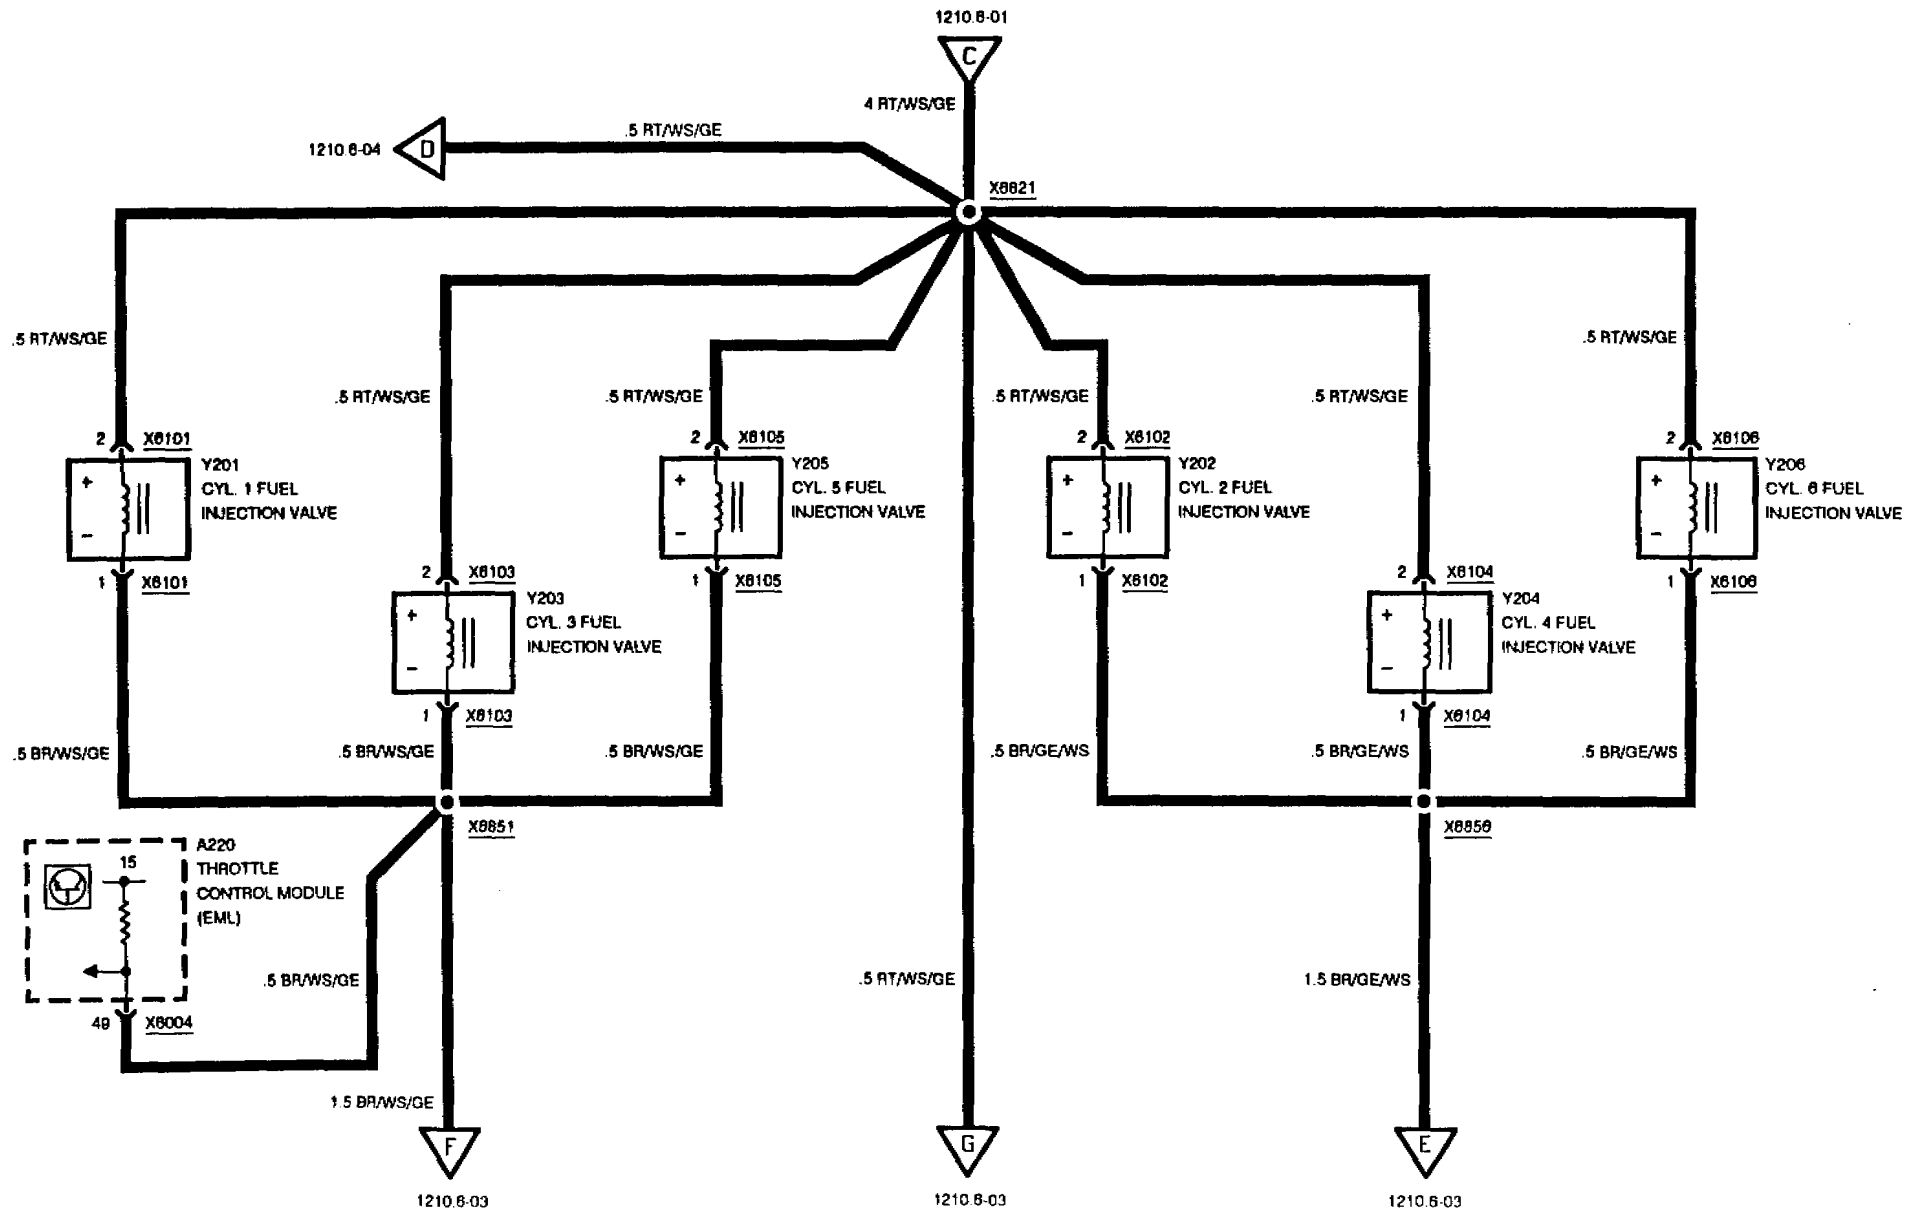 1210.6-01
C
4 RT/WS/GE
.5 RT/WS/GE
1210.6-04
D
X6821
.5 RT/WS/GE
.5 RT/WS/GE
.5 RT/WS/GE
.5 RT/WS/GE
.5 RT/WS/GE
.5 RT/WS/GE
2 X6101
+
-
Y201
CYL. 1 FUEL
INJECTION VALVE
1 X6101
2 X6105
+
-
Y205
CYL. 5 FUEL
INJECTION VALVE
1 X6105
2 X6102
+
-
Y202
CYL. 2 FUEL
INJECTION VALVE
1 X6102
2 X6106
+
-
Y206
CYL. 6 FUEL
INJECTION VALVE
1 X6106
2 X6103
+
-
Y203
CYL. 3 FUEL
INJECTION VALVE
1 X6103
2 X6104
+
-
Y204
CYL. 4 FUEL
INJECTION VALVE
1 X6104
.5 BR/WS/GE
.5 BR/WS/GE
.5 BR/WS/GE
.5 BR/GE/WS
.5 BR/GE/WS
.5 BR/GE/WS
X6851
X6856
A220
THROTTLE
CONTROL MODULE
(EML)
15
49 X6004
.5 BR/WS/GE
.5 RT/WS/GE
1.5 BR/GE/WS
1.5 BR/WS/GE
F
G
E
1210.6-03
1210.6-03
1210.6-03